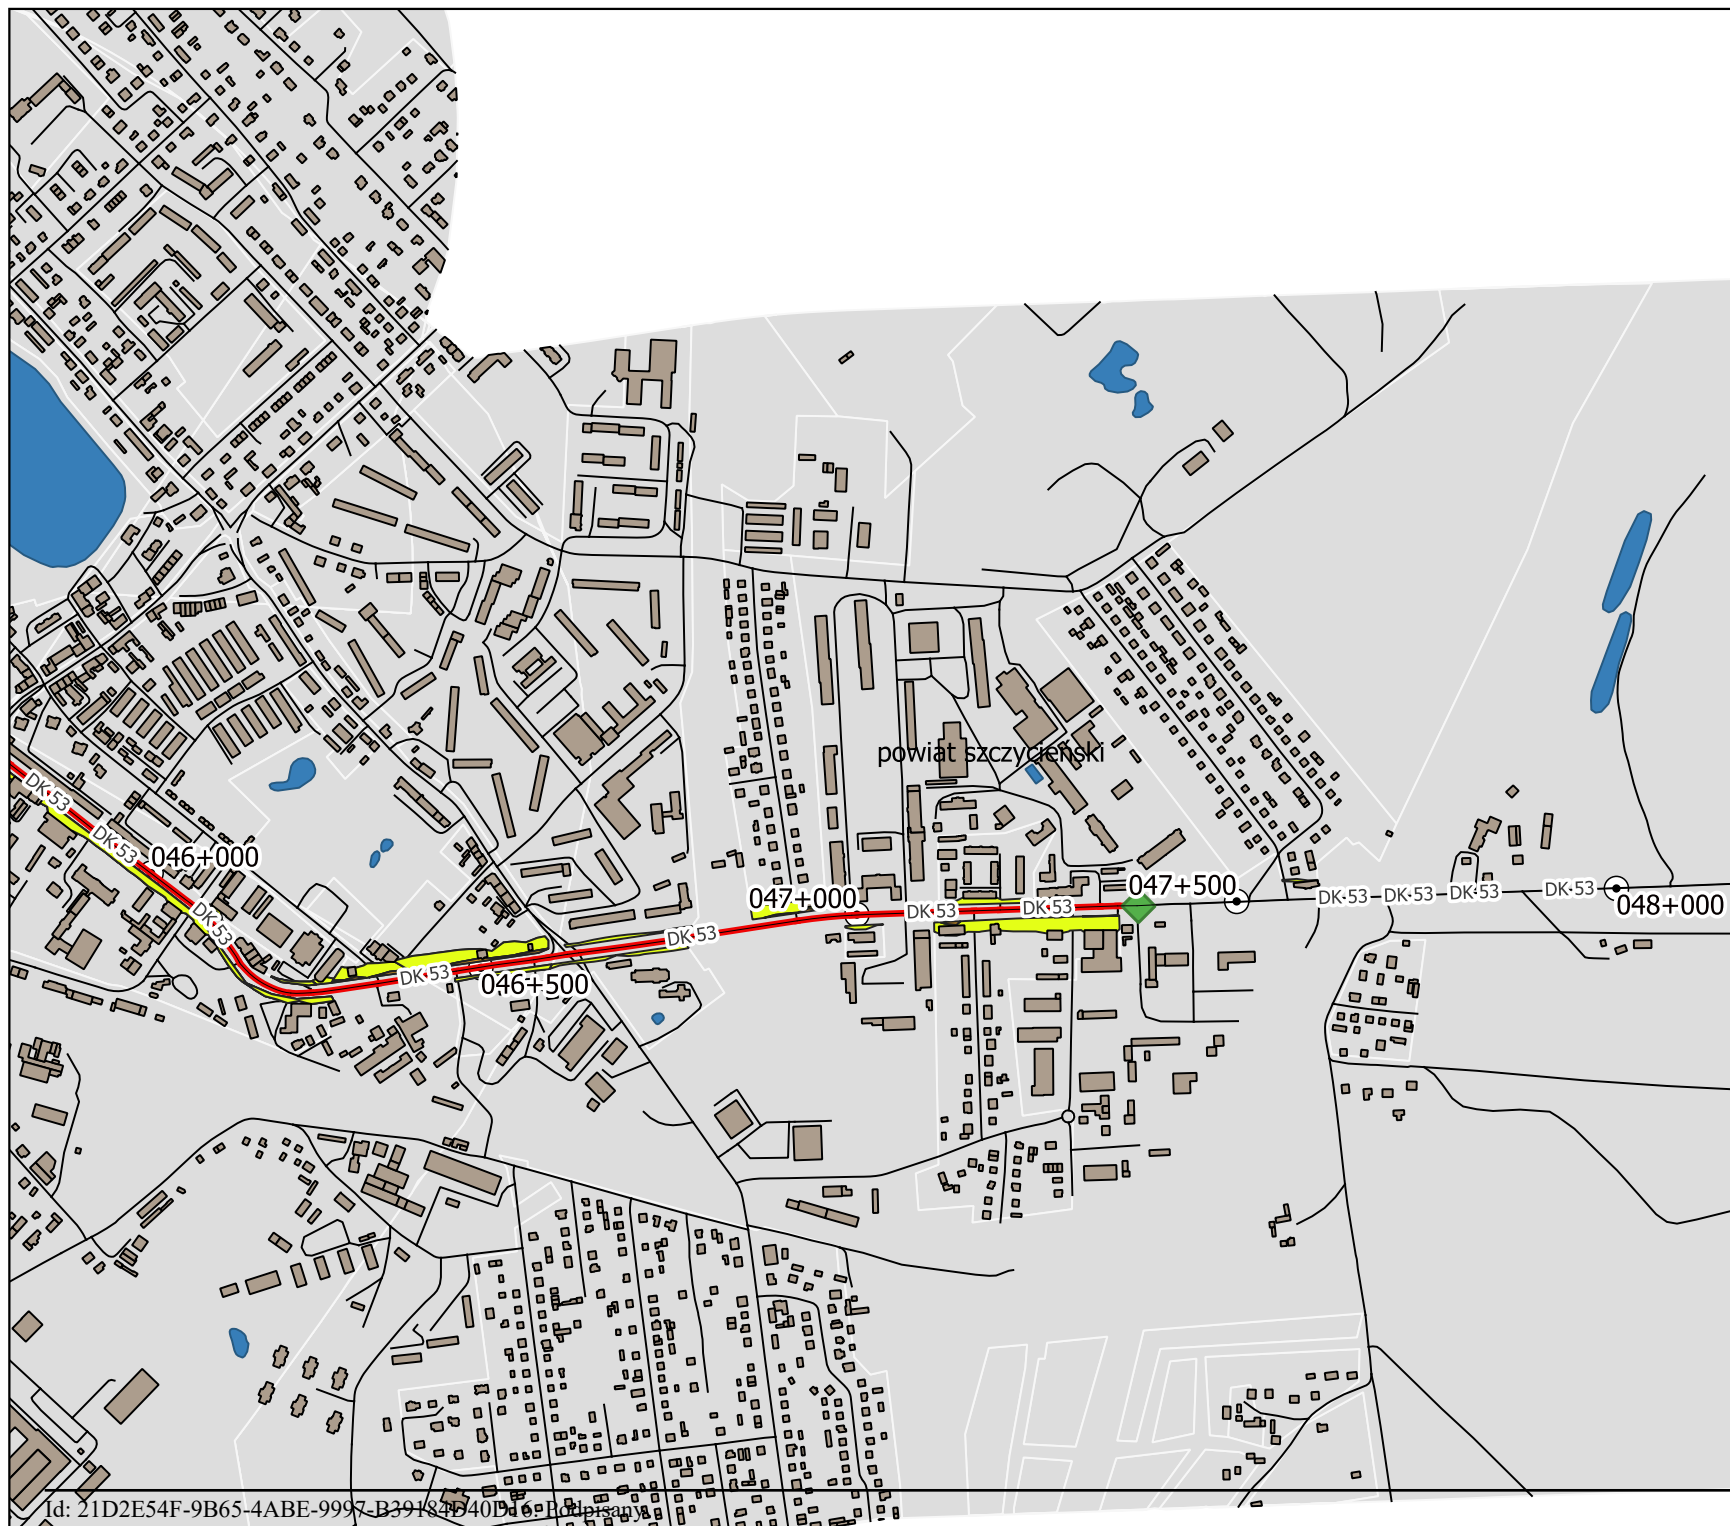 powiat szczycieński
DK-53
046+000
DK-53
DK-53
047+500
047+000
DK-53
DK-53
DK-53
DK-53
DK-53
DK-53
048+000
DK-53
DK-53
046+500
Id: 21D2E54F-9B65-4ABE-9997-B39184D40D16. Podpisany